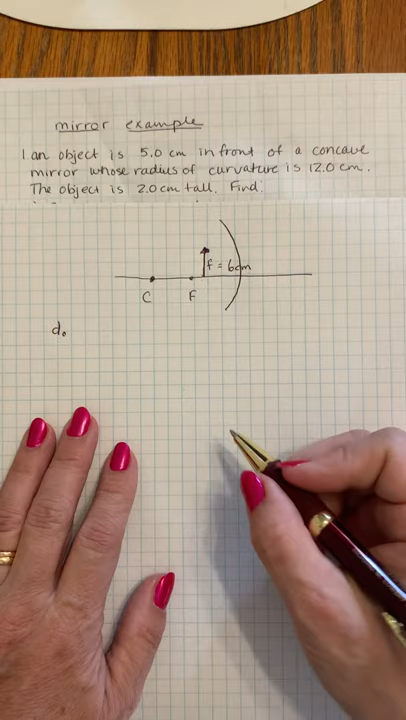 mirror example
1 an object is 5.0 cm in front of a concave
mirror whose radius of curvature is 12.0 cm.
The object is 2.0 cm tall. Find:
f = 6cm
C F
do